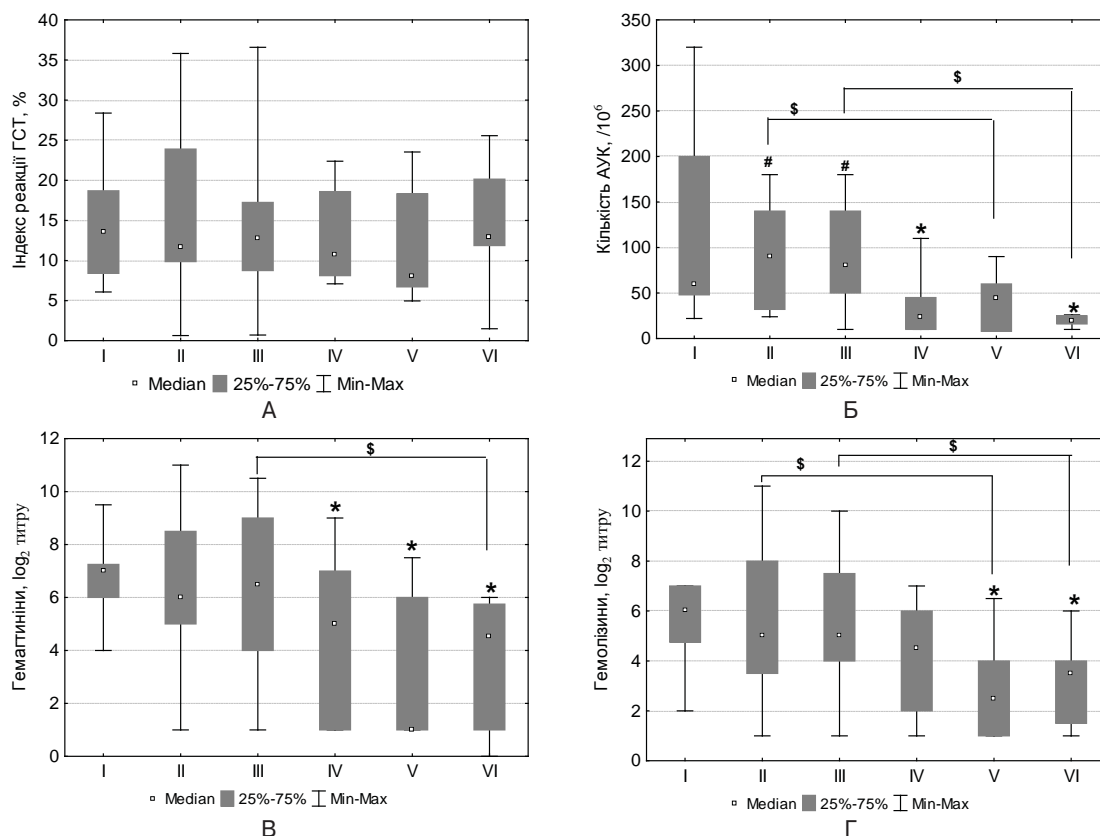 Індекс реакції ГСТ, %
40
35
30
25
20
15
10
5
0
I II III IV V VI
Median 25%-75% Min-Max
А
Кількість АУК, /10⁶
350
300
250
200
150
100
50
0
$
$
# #
*
*
I II III IV V VI
Median 25%-75% Min-Max
Б
Гемаглтиніни, log₂ титру
12
10
8
6
4
2
0
$
* * *
I II III IV V VI
Median 25%-75% Min-Max
В
Гемолізини, log₂ титру
12
10
8
6
4
2
0
$
$
* *
I II III IV V VI
Median 25%-75% Min-Max
Г